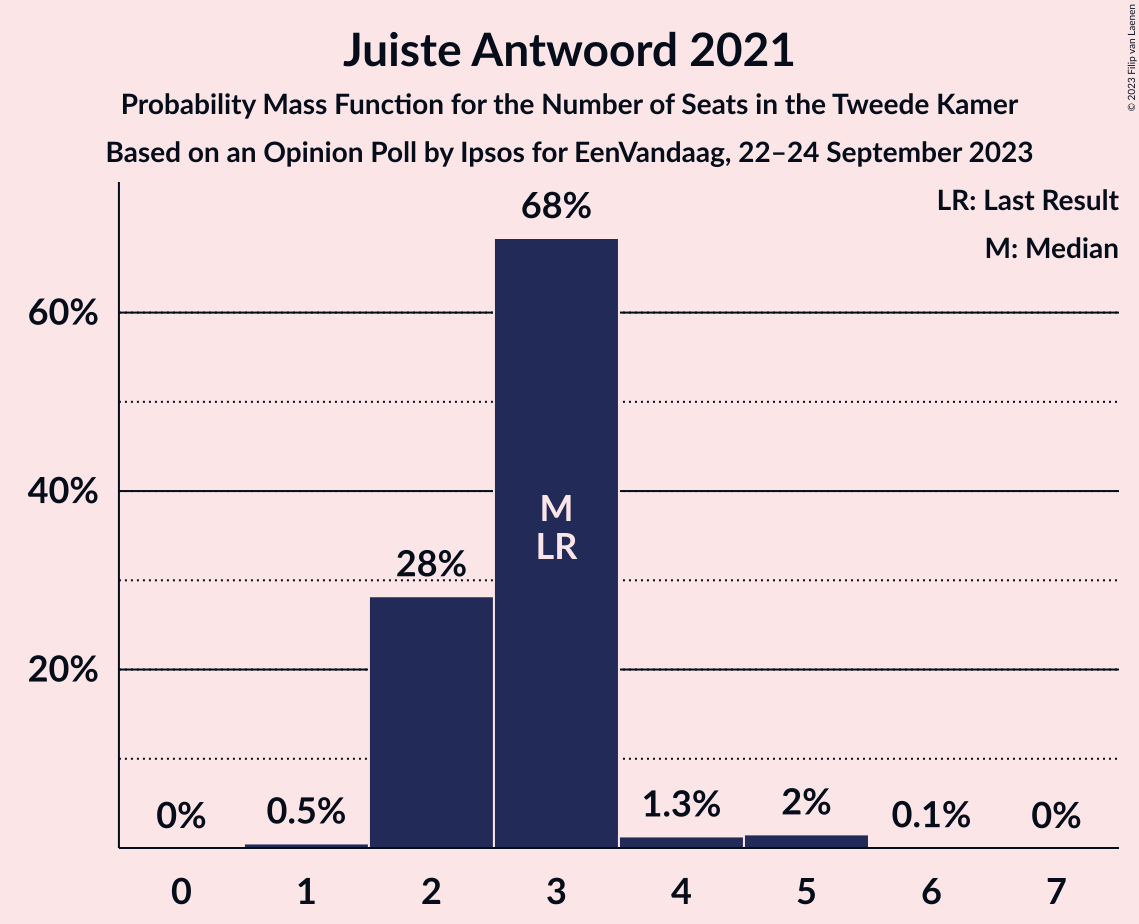 Juiste Antwoord 2021
Probability Mass Function for the Number of Seats in the Tweede Kamer
Based on an Opinion Poll by Ipsos for EenVandaag, 22–24 September 2023
© 2023 Filip van Laenen
LR: Last Result
M: Median
60%
40%
20%
0%
0.5%
28%
68%
M
LR
1.3%
2%
0.1%
0%
0 1 2 3 4 5 6 7